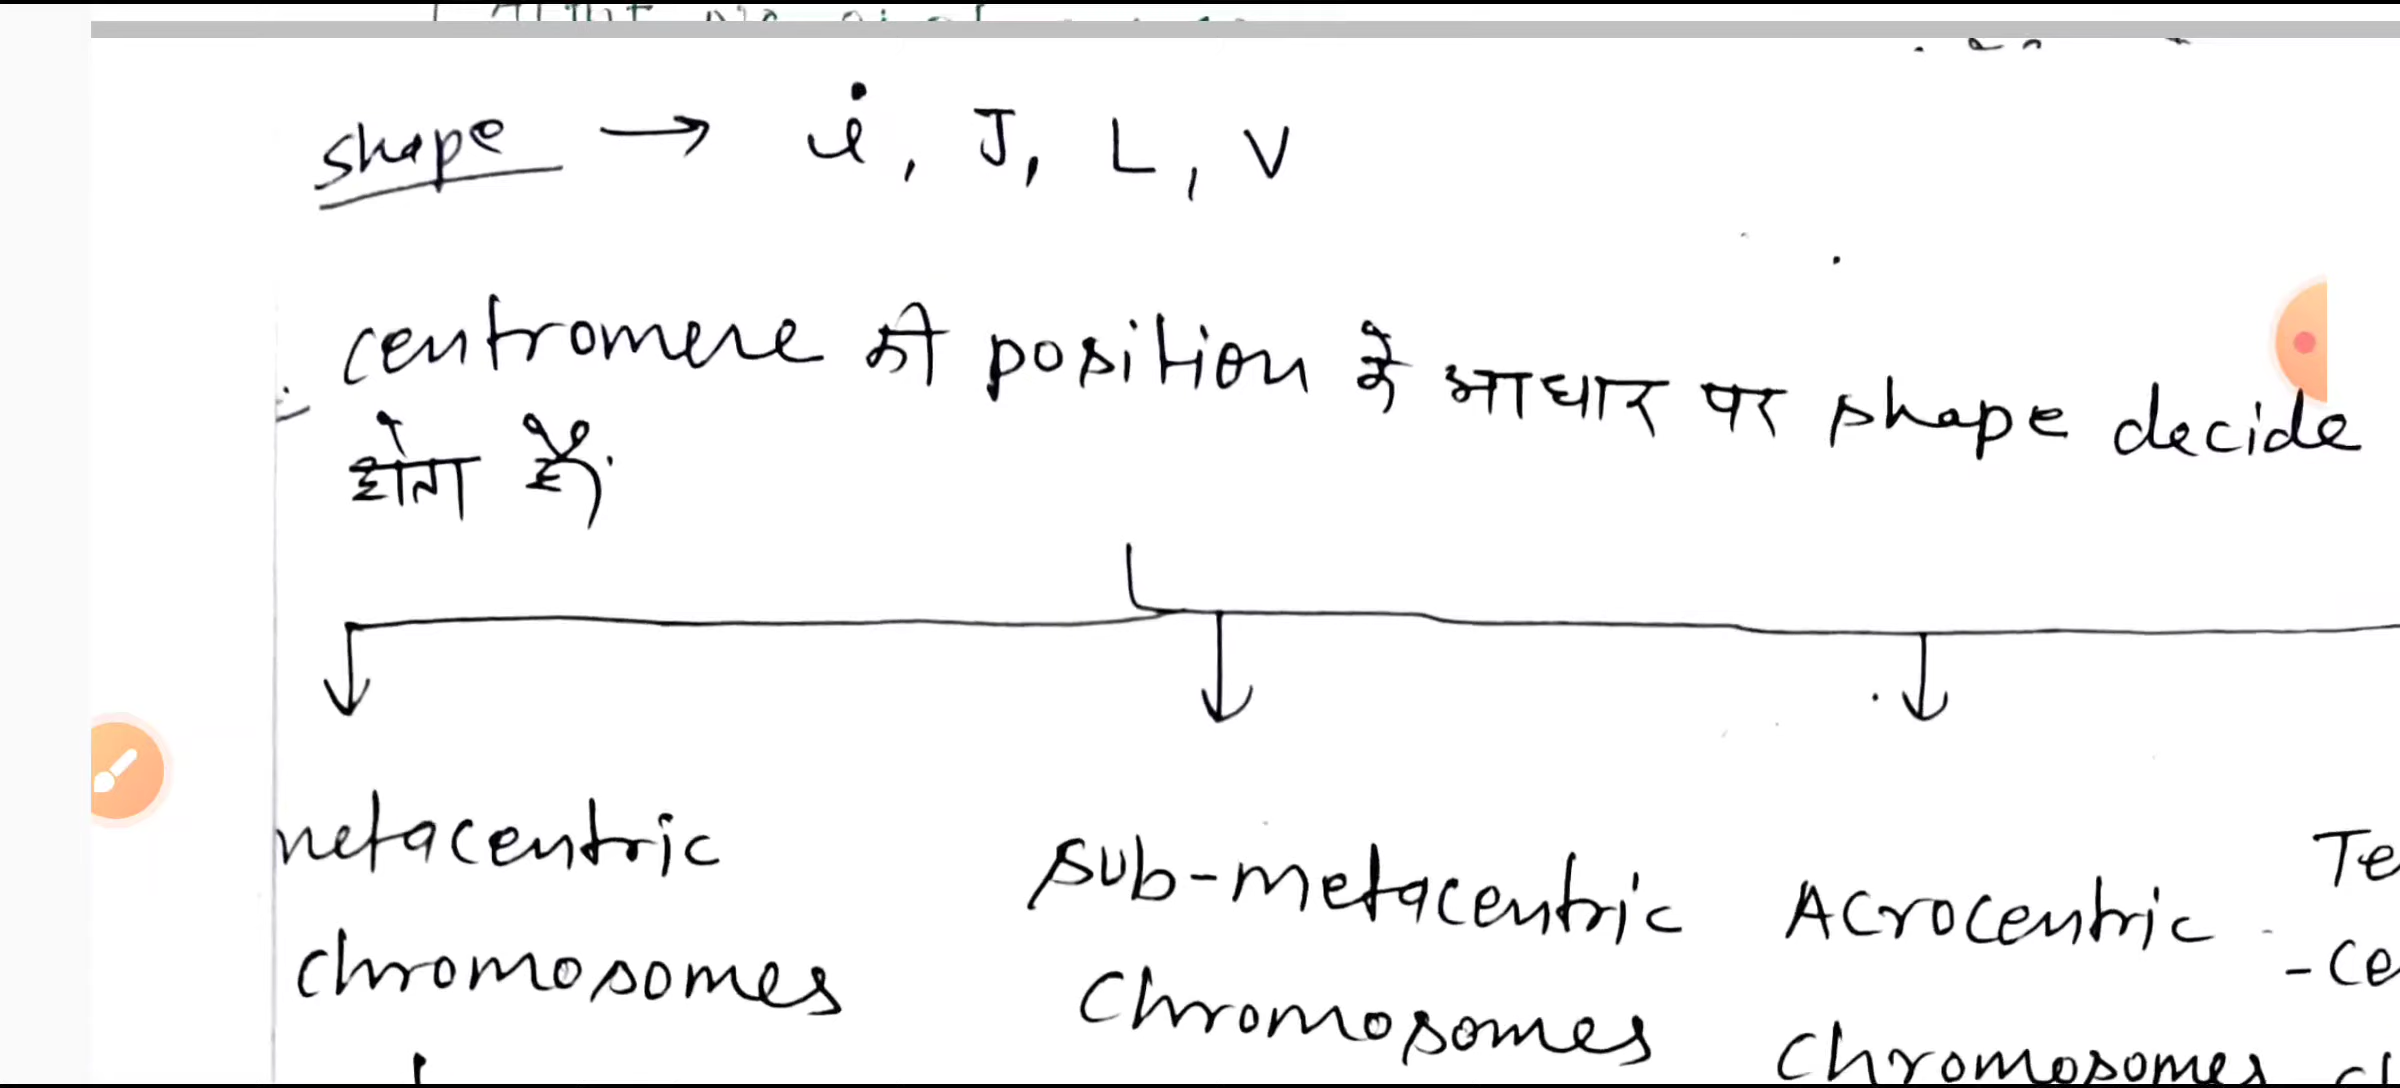 shape → i, J, L, V
centromere की position के आधार पर shape decide
होता है।
metacentric
chromosomes
sub-metacentric
chromosomes
Acrocentric
chromosomes
Te
-ce